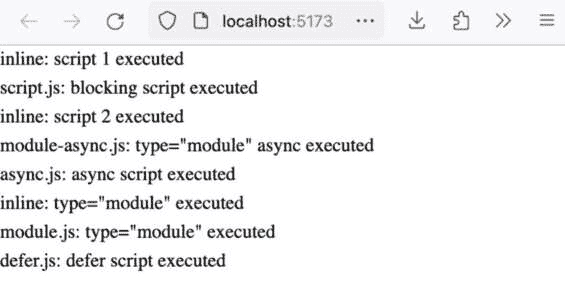 localhost:5173
inline: script 1 executed
script.js: blocking script executed
inline: script 2 executed
module-async.js: type="module" async executed
async.js: async script executed
inline: type="module" executed
module.js: type="module" executed
defer.js: defer script executed